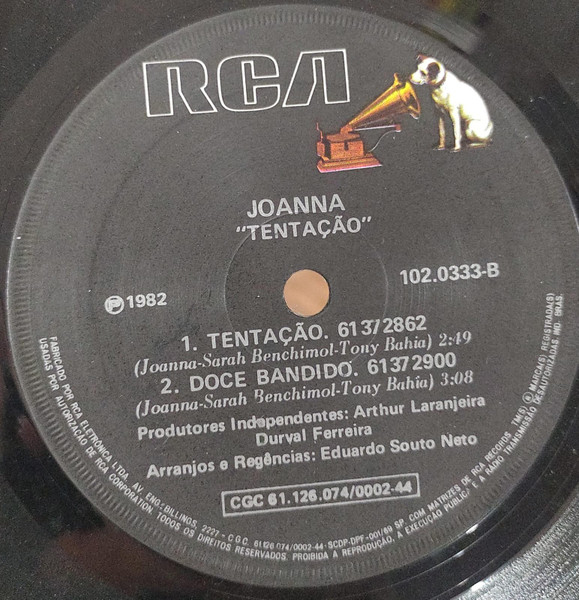 RCA
JOANNA
"TENTAÇÃO"
102.0333-B
Ⓟ 1982
1. TENTAÇÃO. 61372862
(Joanna-Sarah Benchimol-Tony Bahia) 2:49
2. DOCE BANDIDO. 61372900
(Joanna-Sarah Benchimol-Tony Bahia) 3:08
Produtores Independentes: Arthur Laranjeira
Durval Ferreira
Arranjos e Regências: Eduardo Souto Neto
CGC 61.126.074/0002-44
FABRICADO POR RCA ELETRÔNICA LTDA. AV. ENG. BILLINGS, 2227 - C G C. 61.126 074/0002-44 - SCDP-DPF-001/69 SP. COM MATRIZES DE RCA RECORDS. TM(S) ® MARCA(S) REGISTRADA(S)
USADAS POR AUTORIZAÇÃO DE RCA CORPORATION. TODOS OS DIREITOS RESERVADOS. PROIBIDA A REPRODUÇÃO, A EXECUÇÃO PUBLICA E A RADIO TRANSMISSÃO DESAUTORIZADAS. IND. BRAS.